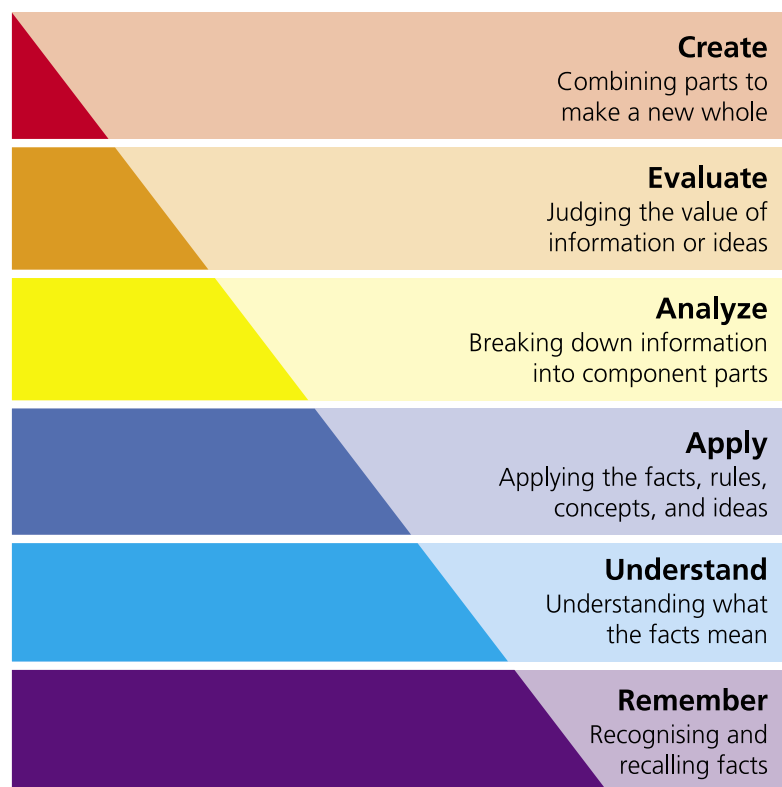 Create
Combining parts to
make a new whole
Evaluate
Judging the value of
information or ideas
Analyze
Breaking down information
into component parts
Apply
Applying the facts, rules,
concepts, and ideas
Understand
Understanding what
the facts mean
Remember
Recognising and
recalling facts